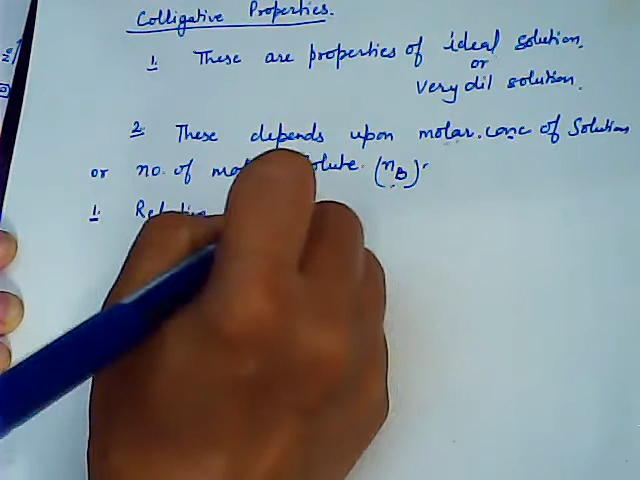 Colligative Properties.
1. These are properties of ideal solution.
or
very dil solution.
2. These depends upon molar. conc of Solution
or no. of (nB).
1.